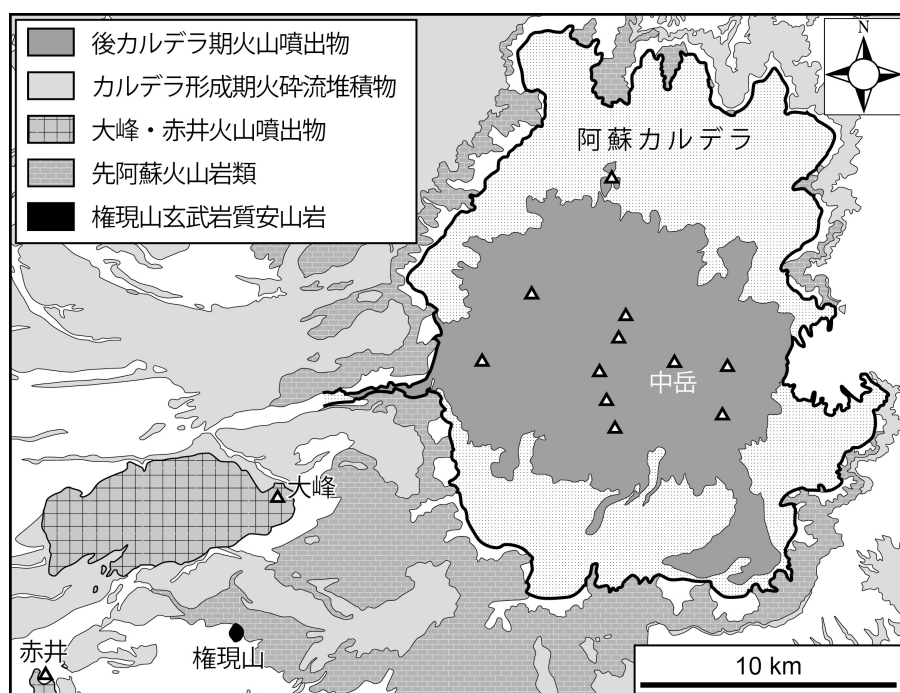 後カルデラ期火山噴出物
カルデラ形成期火砕流堆積物
大峰・赤井火山噴出物
先阿蘇火山岩類
権現山玄武岩質安山岩
N
阿蘇カルデラ
中岳
大峰
赤井
権現山
10 km